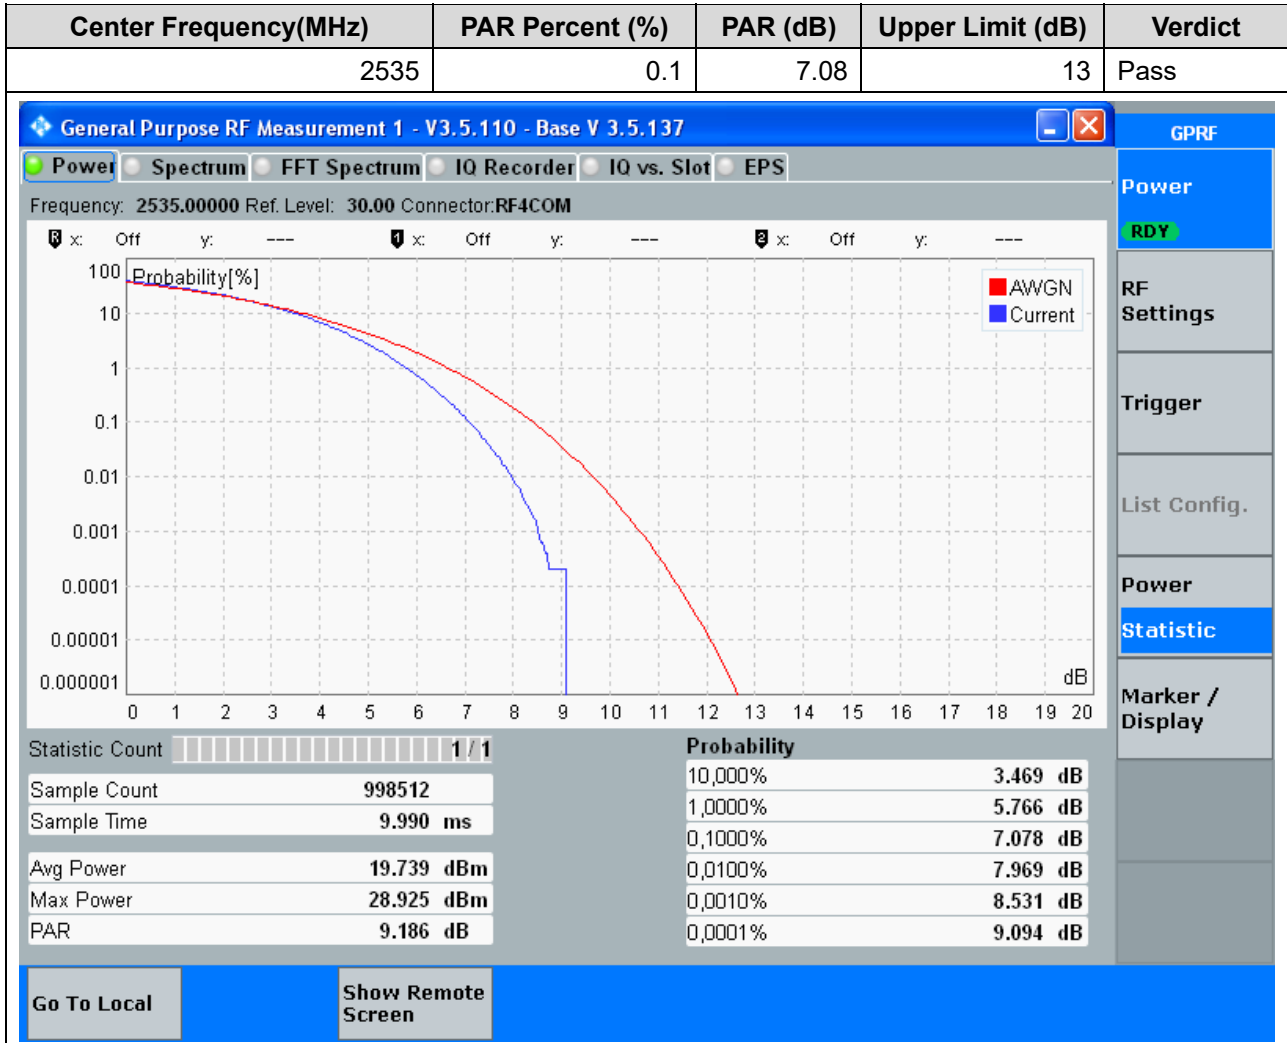 Center Frequency(MHz) PAR Percent (%) PAR (dB) Upper Limit (dB) Verdict
2535 0.1 7.08 13 Pass
General Purpose RF Measurement 1 - V3.5.110 - Base V 3.5.137
GPRF
Power Spectrum FFT Spectrum IQ Recorder IQ vs. Slot EPS
Power
RDY
Frequency: 2535.00000 Ref. Level: 30.00 Connector:RF4COM
R x: Off y: --- 1 x: Off y: --- 2 x: Off y: ---
Probability[%]
AWGN
Current
100
10
1
0.1
0.01
0.001
0.0001
0.00001
0.000001
dB
0 1 2 3 4 5 6 7 8 9 10 11 12 13 14 15 16 17 18 19 20
RF
Settings
Trigger
List Config.
Power
Statistic
Marker /
Display
Statistic Count 1 / 1
Sample Count 998512
Sample Time 9.990 ms
Avg Power 19.739 dBm
Max Power 28.925 dBm
PAR 9.186 dB
Probability
10,000% 3.469 dB
1,0000% 5.766 dB
0,1000% 7.078 dB
0,0100% 7.969 dB
0,0010% 8.531 dB
0,0001% 9.094 dB
Go To Local
Show Remote
Screen